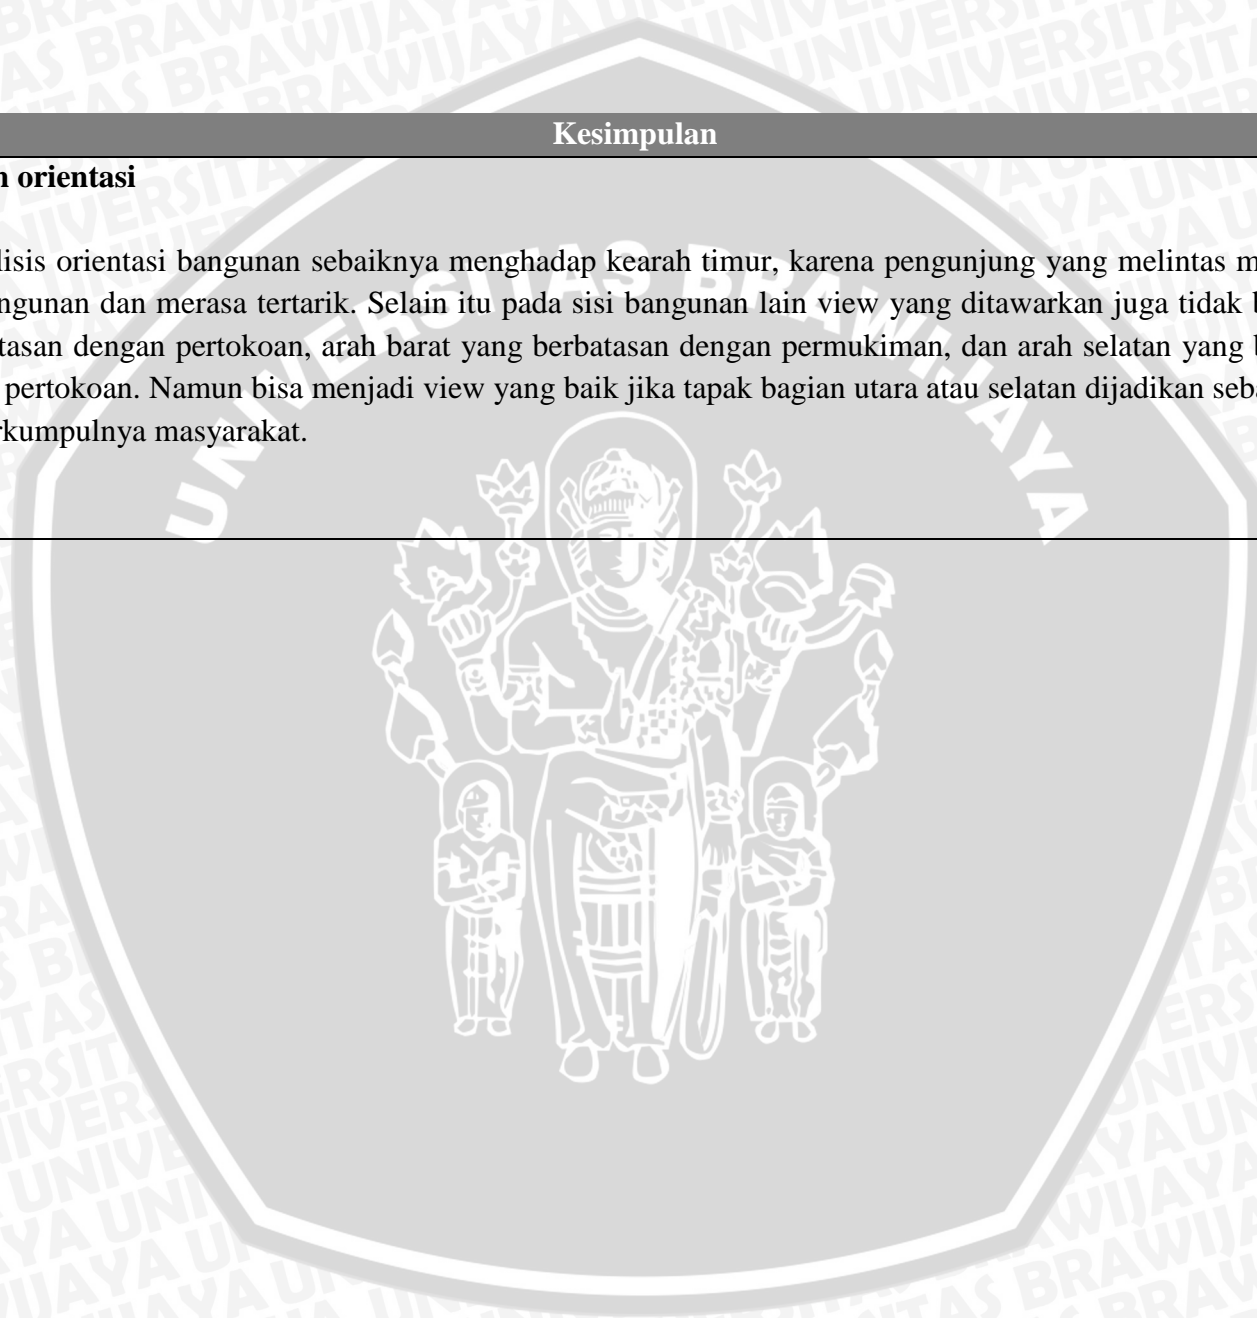 Kesimpulan
n orientasi
lisis orientasi bangunan sebaiknya menghadap kearah timur, karena pengunjung yang melintas m
ngunan dan merasa tertarik. Selain itu pada sisi bangunan lain view yang ditawarkan juga tidak b
tasan dengan pertokoan, arah barat yang berbatasan dengan permukiman, dan arah selatan yang b
pertokoan. Namun bisa menjadi view yang baik jika tapak bagian utara atau selatan dijadikan seba
rkumpulnya masyarakat.
UNIVERSITAS BRAWIJAYA